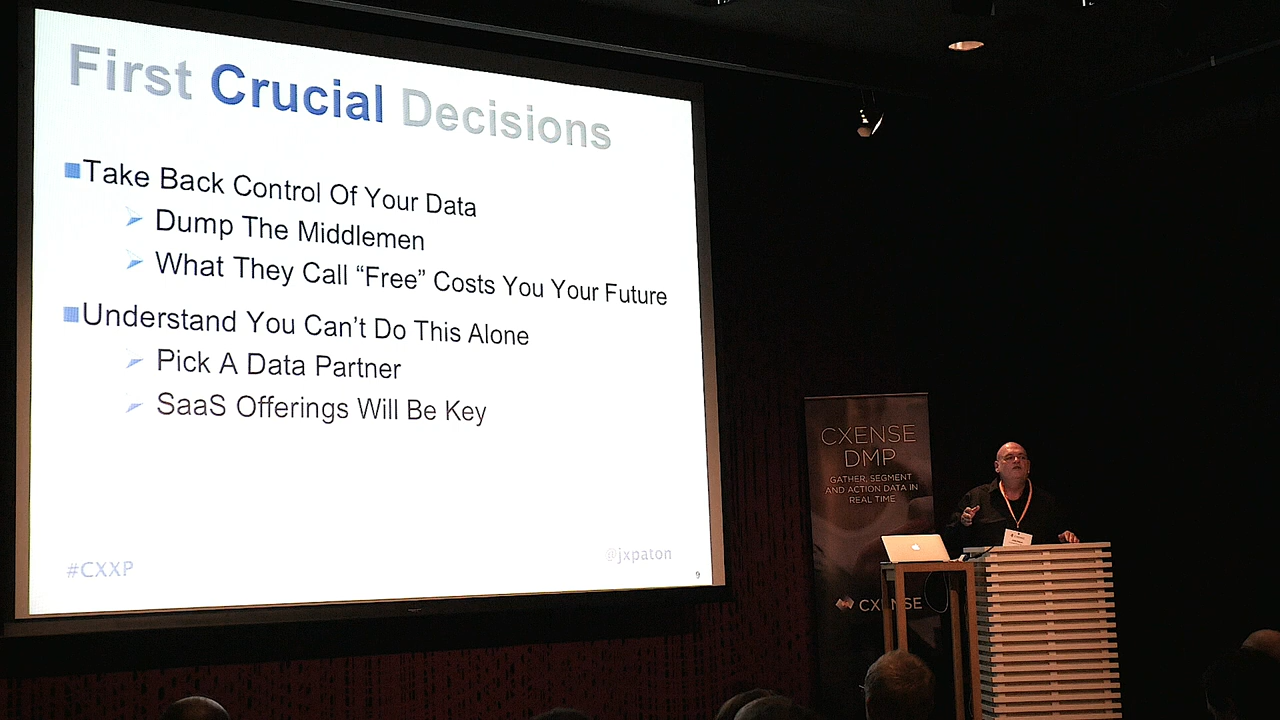 First Crucial Decisions
Take Back Control Of Your Data
Dump The Middlemen
What They Call “Free” Costs You Your Future
Understand You Can’t Do This Alone
Pick A Data Partner
SaaS Offerings Will Be Key
#CXXP
@jxpaton
9
CXENSE
DMP
GATHER, SEGMENT
AND ACTION DATA IN
REAL TIME
CXENSE